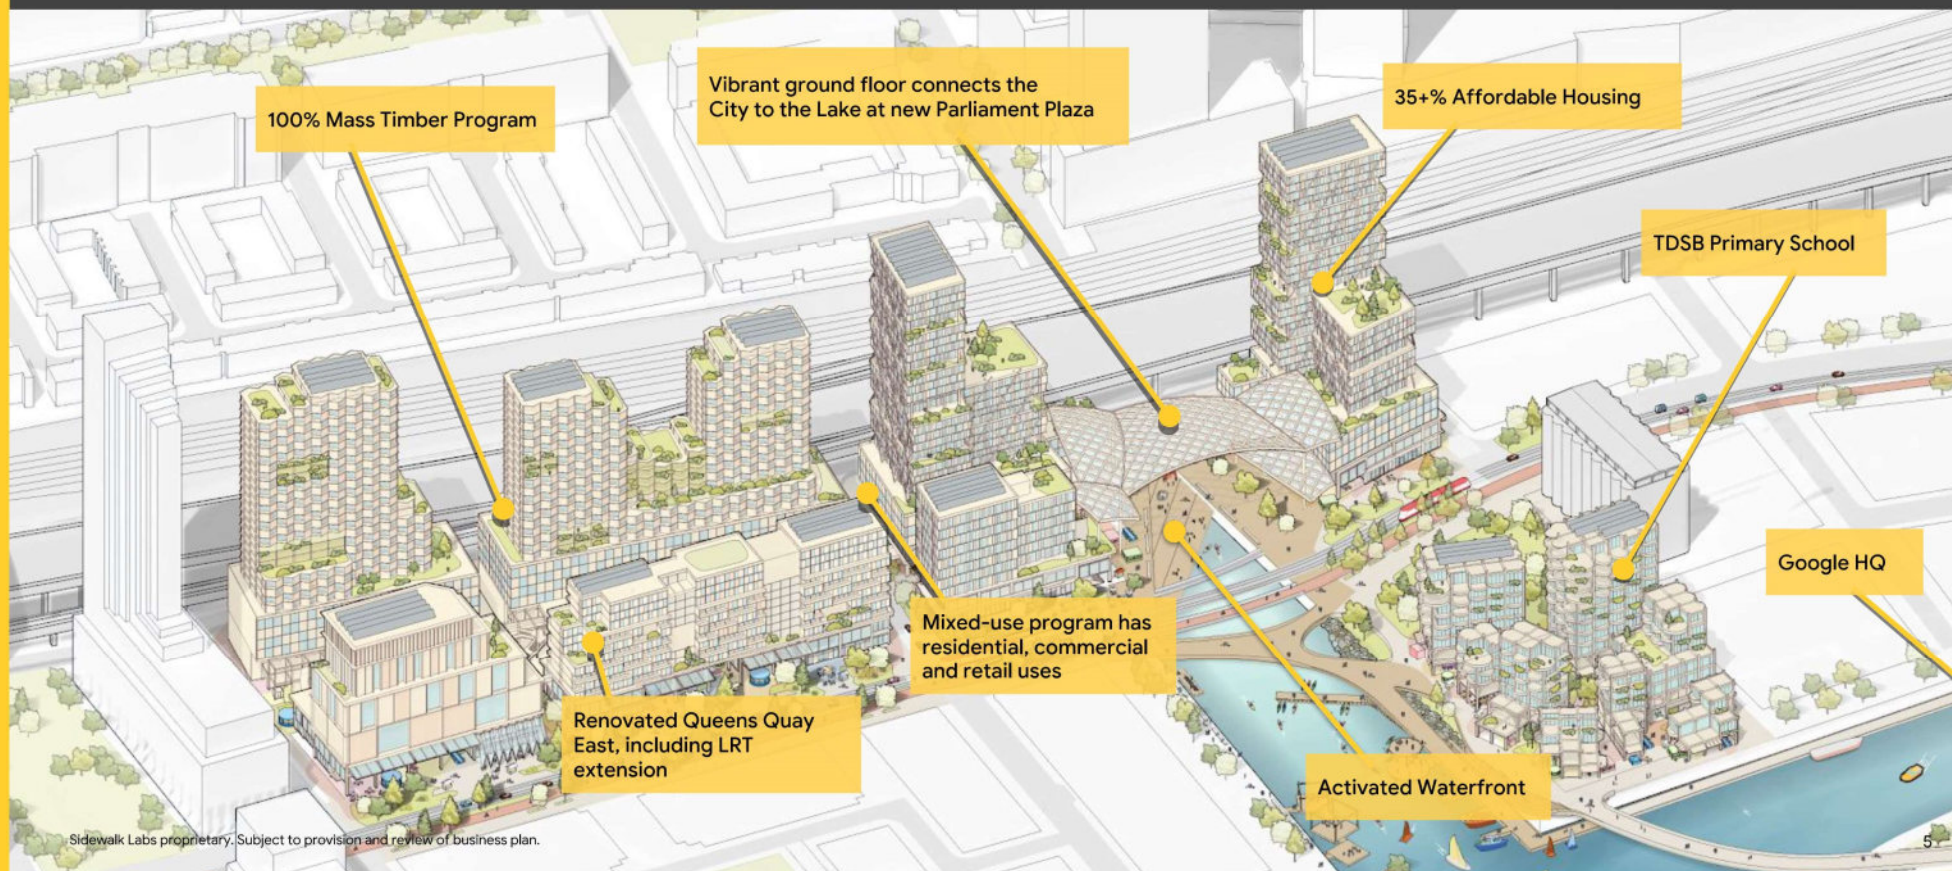 100% Mass Timber Program
Vibrant ground floor connects the
City to the Lake at new Parliament Plaza
35+% Affordable Housing
TDSB Primary School
Google HQ
Mixed-use program has
residential, commercial
and retail uses
Renovated Queens Quay
East, including LRT
extension
Activated Waterfront
Sidewalk Labs proprietary. Subject to provision and review of business plan.
5